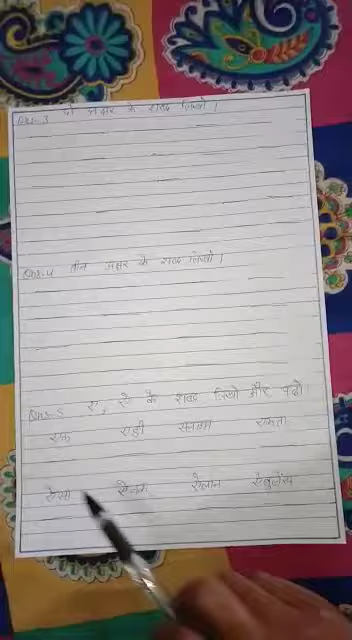 Que-3 दो अक्षर के शब्द लिखो।
Que-4 तीन अक्षर के शब्द लिखो।
Que-5 ए, ऐ के शब्द लिखो और पढ़ो।
एक एड़ी एकता
ऐसा ऐनक ऐलान